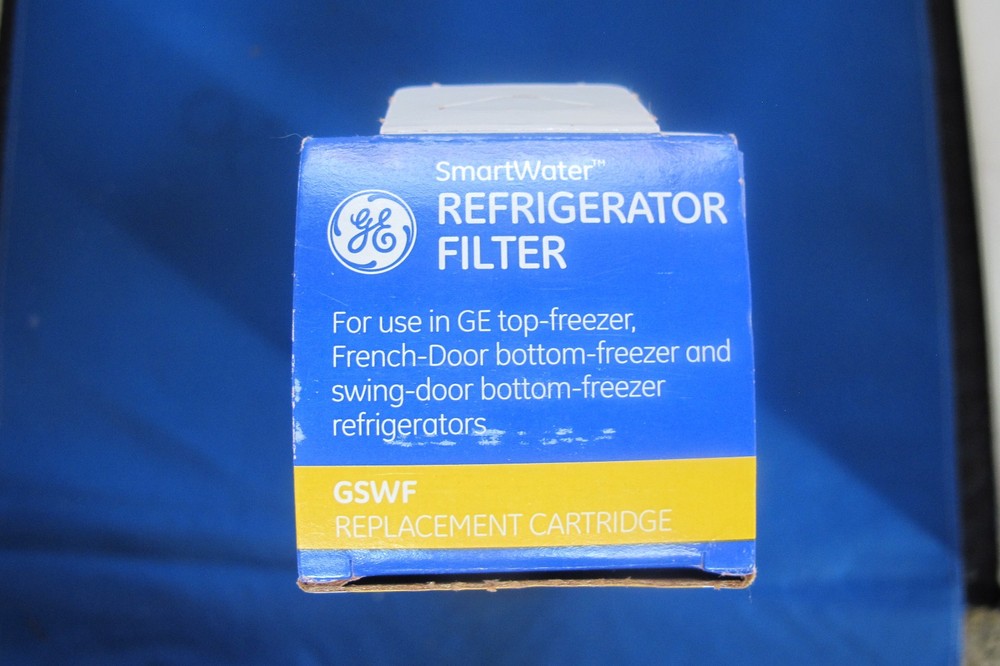 SmartWater™
GE
REFRIGERATOR
FILTER
For use in GE top-freezer,
French-Door bottom-freezer and
swing-door bottom-freezer
refrigerators
GSWF
REPLACEMENT CARTRIDGE